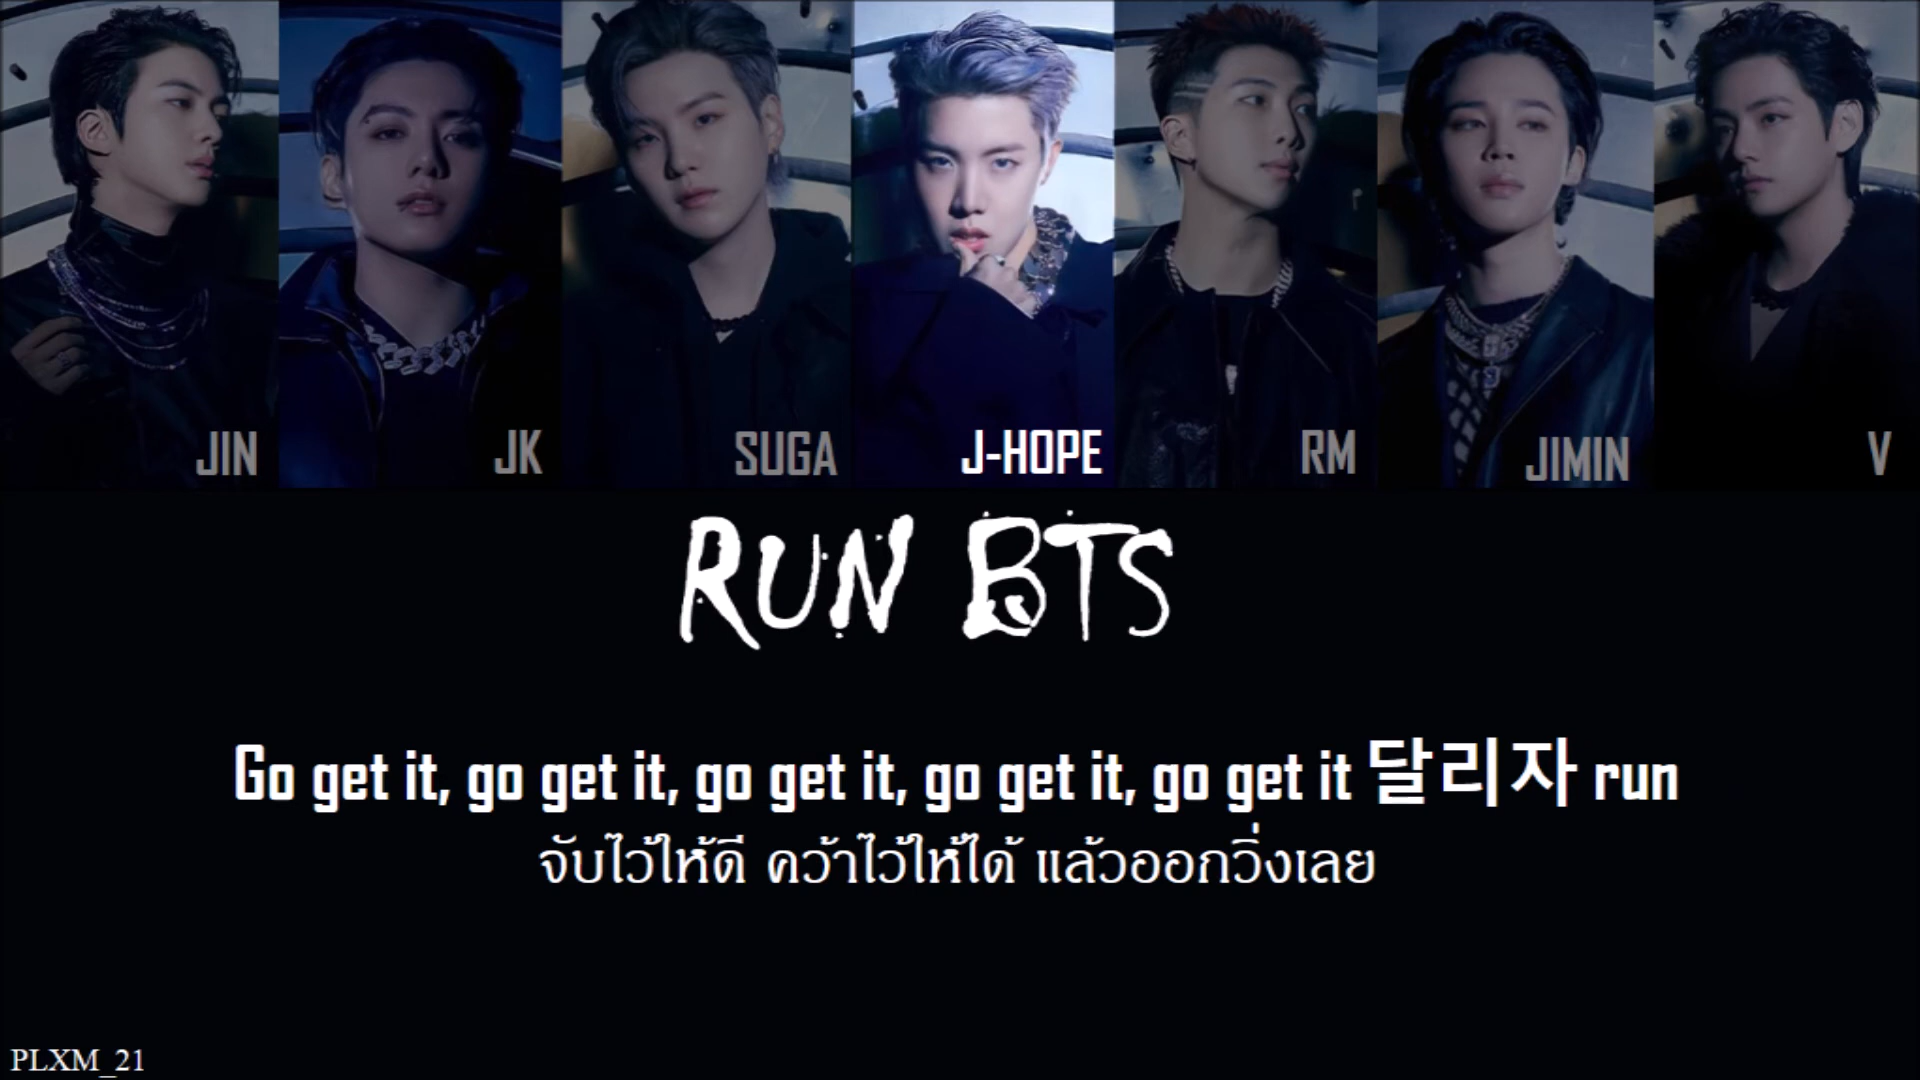 JIN JK SUGA J-HOPE RM JIMIN V
RUN BTS
Go get it, go get it, go get it, go get it, go get it 달리자 run
จับไว้ให้ดี คว้าไว้ให้ได้ แล้วออกวิ่งเลย
PLXM_21